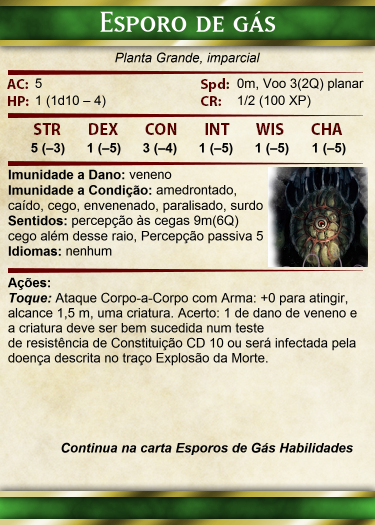 Esporo de gás
Planta Grande, imparcial
AC: 5 Spd: 0m, Voo 3(2Q) planar
HP: 1 (1d10 – 4) CR: 1/2 (100 XP)
STR DEX CON INT WIS CHA
5 (–3) 1 (–5) 3 (–4) 1 (–5) 1 (–5) 1 (–5)
Imunidade a Dano: veneno
Imunidade a Condição: amedrontado,
caído, cego, envenenado, paralisado, surdo
Sentidos: percepção às cegas 9m(6Q)
cego além desse raio, Percepção passiva 5
Idiomas: nenhum
Ações:
Toque: Ataque Corpo-a-Corpo com Arma: +0 para atingir,
alcance 1,5 m, uma criatura. Acerto: 1 de dano de veneno e
a criatura deve ser bem sucedida num teste
de resistência de Constituição CD 10 ou será infectada pela
doença descrita no traço Explosão da Morte.
Continua na carta Esporos de Gás Habilidades